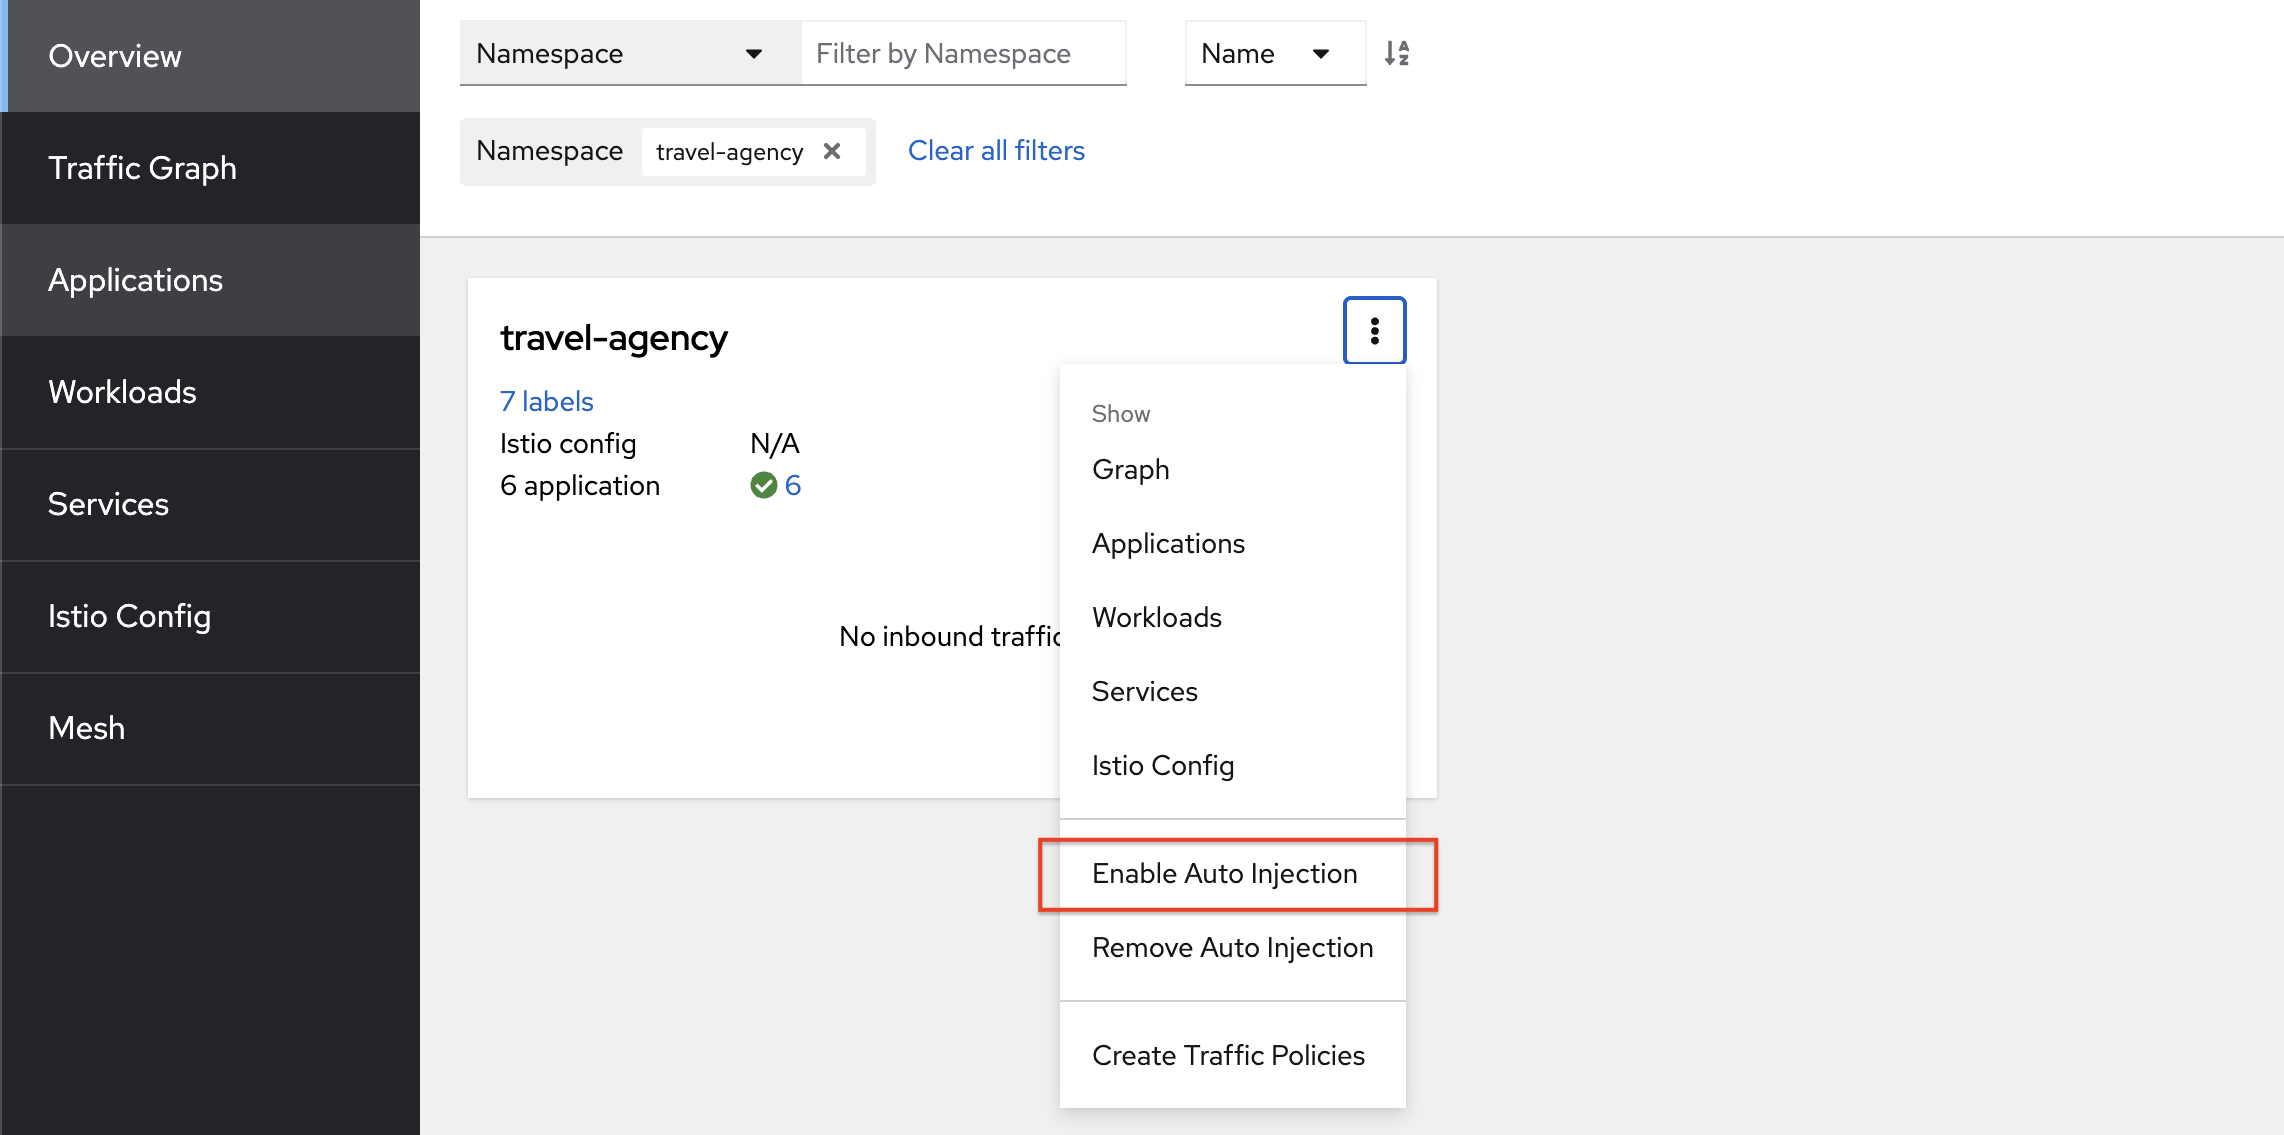 Overview
Traffic Graph
Applications
Workloads
Services
Istio Config
Mesh
Namespace
Filter by Namespace
Name
Namespace travel-agency
Clear all filters
travel-agency
7 labels
Istio config N/A
6 application 6
No inbound traffic
Show
Graph
Applications
Workloads
Services
Istio Config
Enable Auto Injection
Remove Auto Injection
Create Traffic Policies